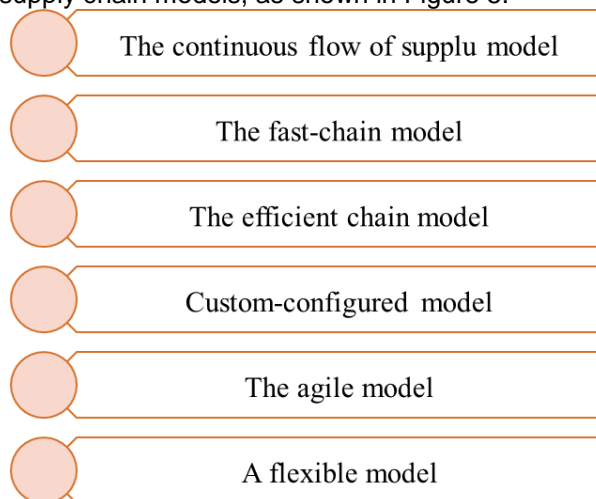 supply chain models, as shown in Figure
The continuous flow of supplu model
The fast-chain model
The efficient chain model
Custom-configured model
The agile model
A flexible model